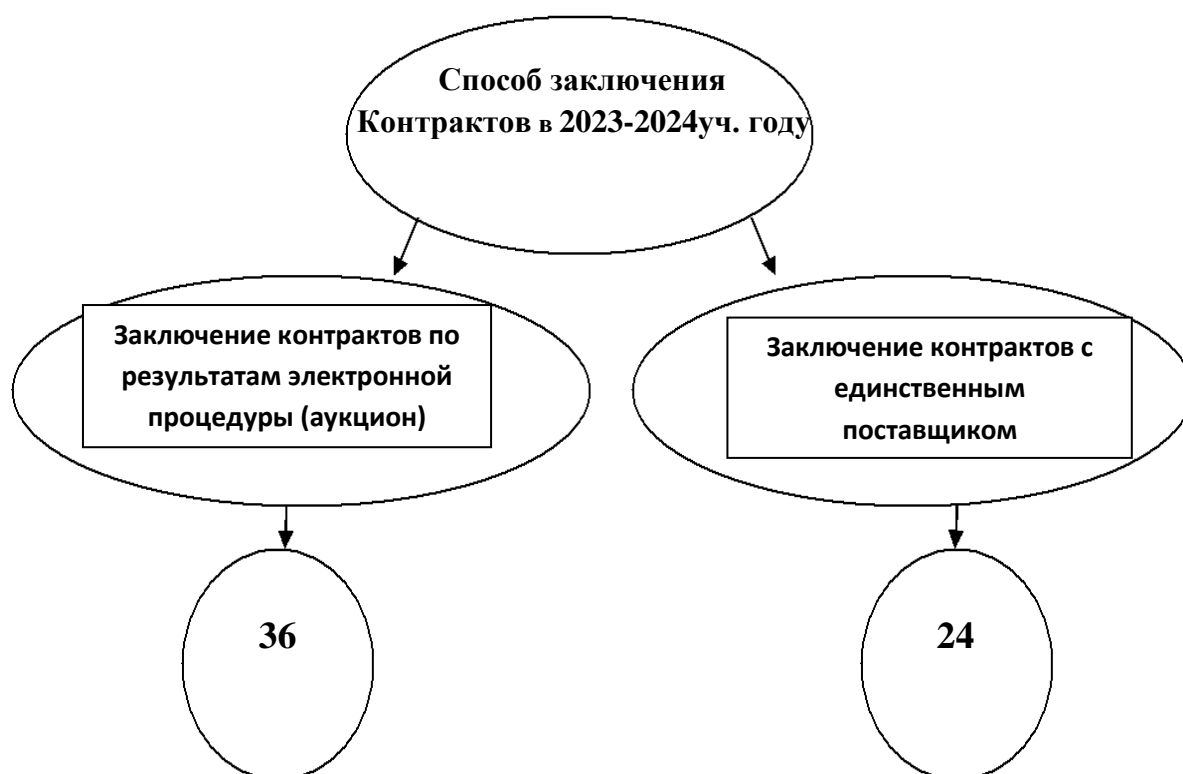 Способ заключения
Контрактов в 2023-2024уч. году
Заключение контрактов по
результатам электронной
процедуры (аукцион)
Заключение контрактов с
единственным
поставщиком
36
24